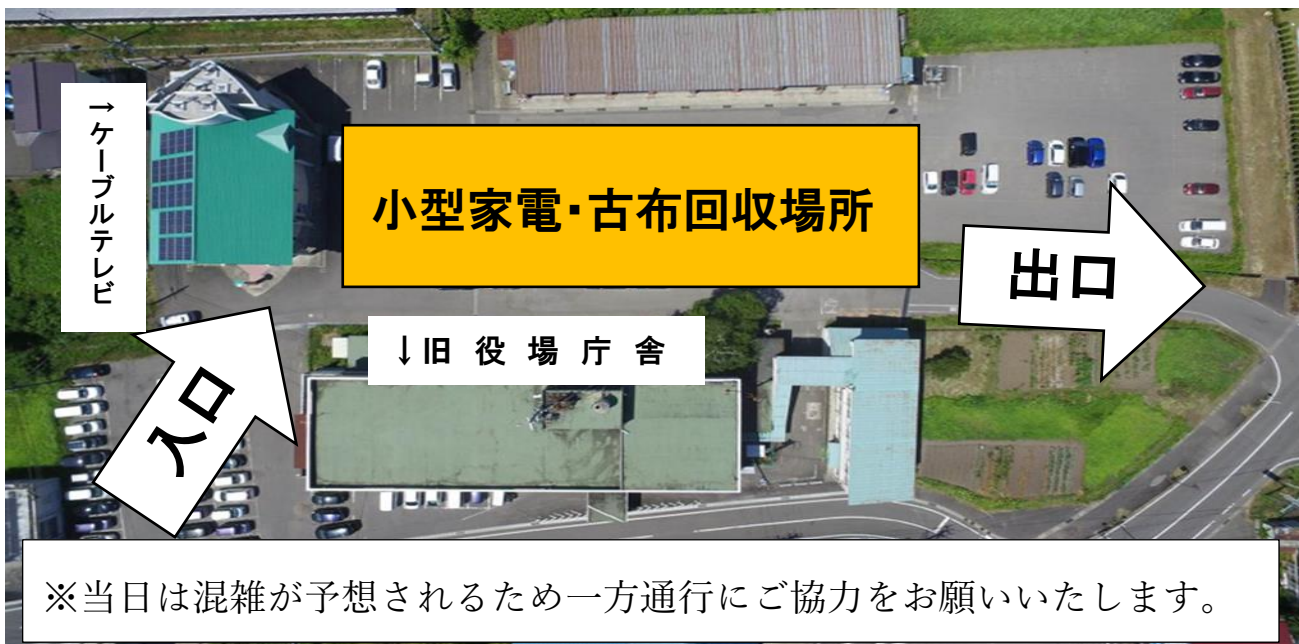 →ケーブルテレビ
小型家電・古布回収場所
出口
↓旧役場庁舎
入口
※当日は混雑が予想されるため一方通行にご協力をお願いいたします。